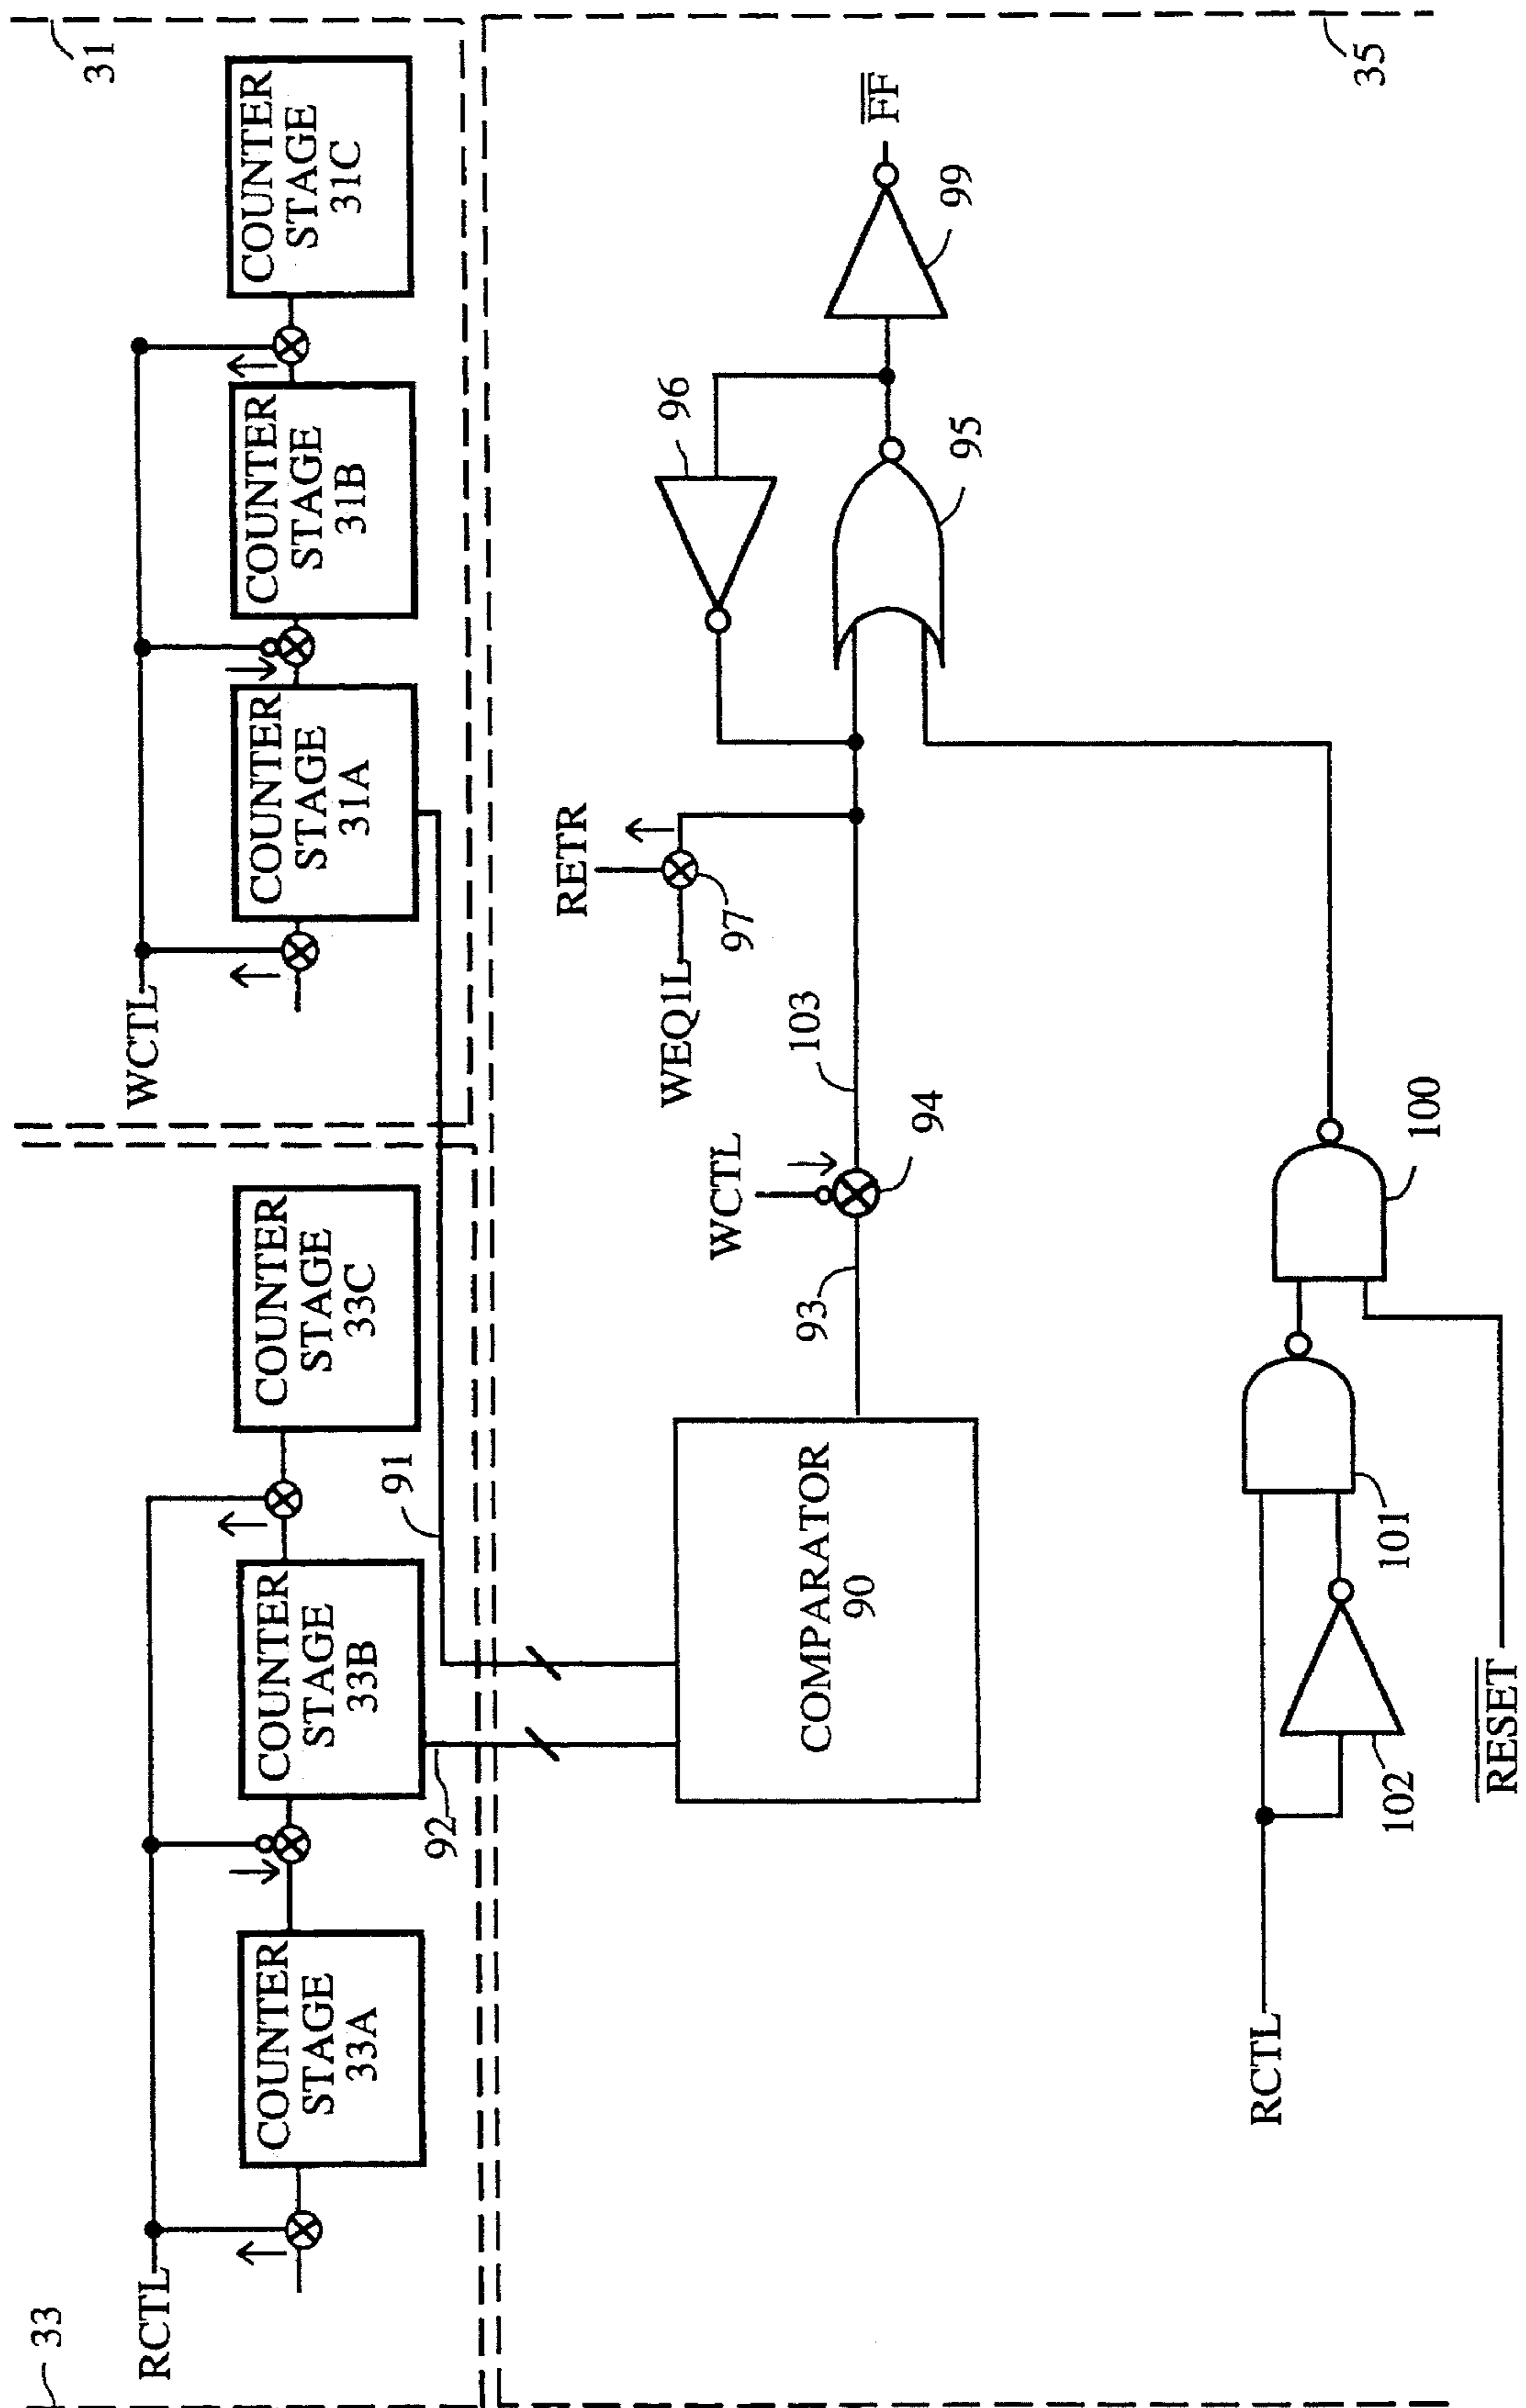 33
RCTL
COUNTER
STAGE
33A
COUNTER
STAGE
33B
COUNTER
STAGE
33C
92
91
WCTL
COUNTER
STAGE
31A
COUNTER
STAGE
31B
COUNTER
STAGE
31C
31
COMPARATOR
90
93
WCTL
94
103
WEQ1L
RETR
97
96
95
99
FF
RCTL
102
101
RESET
100
35